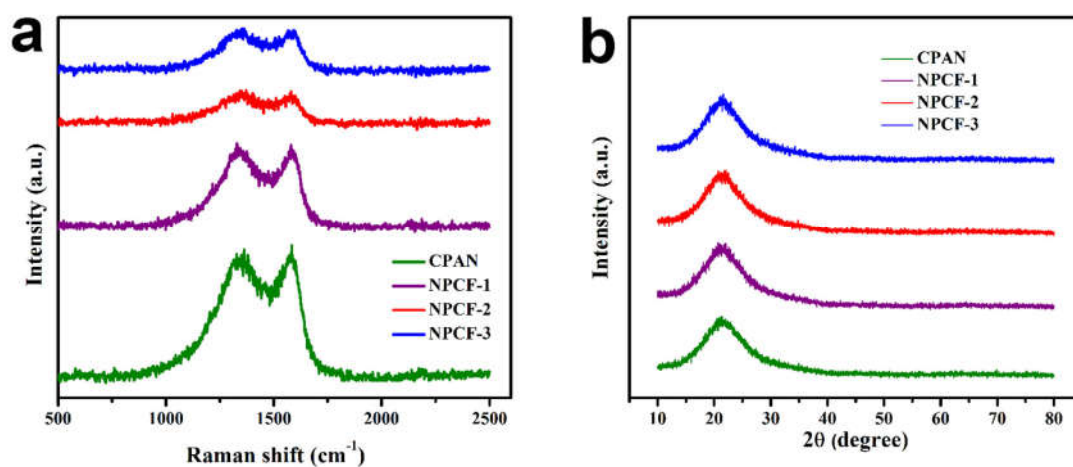 a
Intensity (a.u.)
CPAN
NPCF-1
NPCF-2
NPCF-3
500 1000 1500 2000 2500
Raman shift (cm⁻¹)
b
Intensity (a.u.)
CPAN
NPCF-1
NPCF-2
NPCF-3
10 20 30 40 50 60 70 80
2θ (degree)